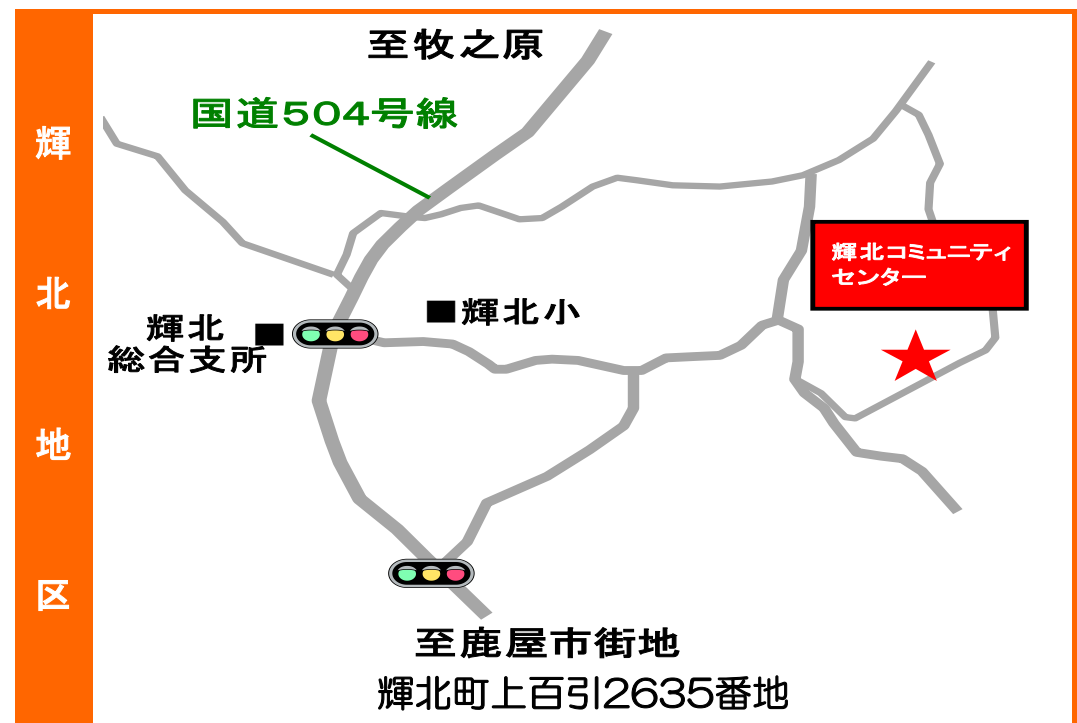 輝北地区
至牧之原
国道504号線
輝北コミュニティ
センター
輝北小
輝北
総合支所
至鹿屋市街地
輝北町上百引2635番地